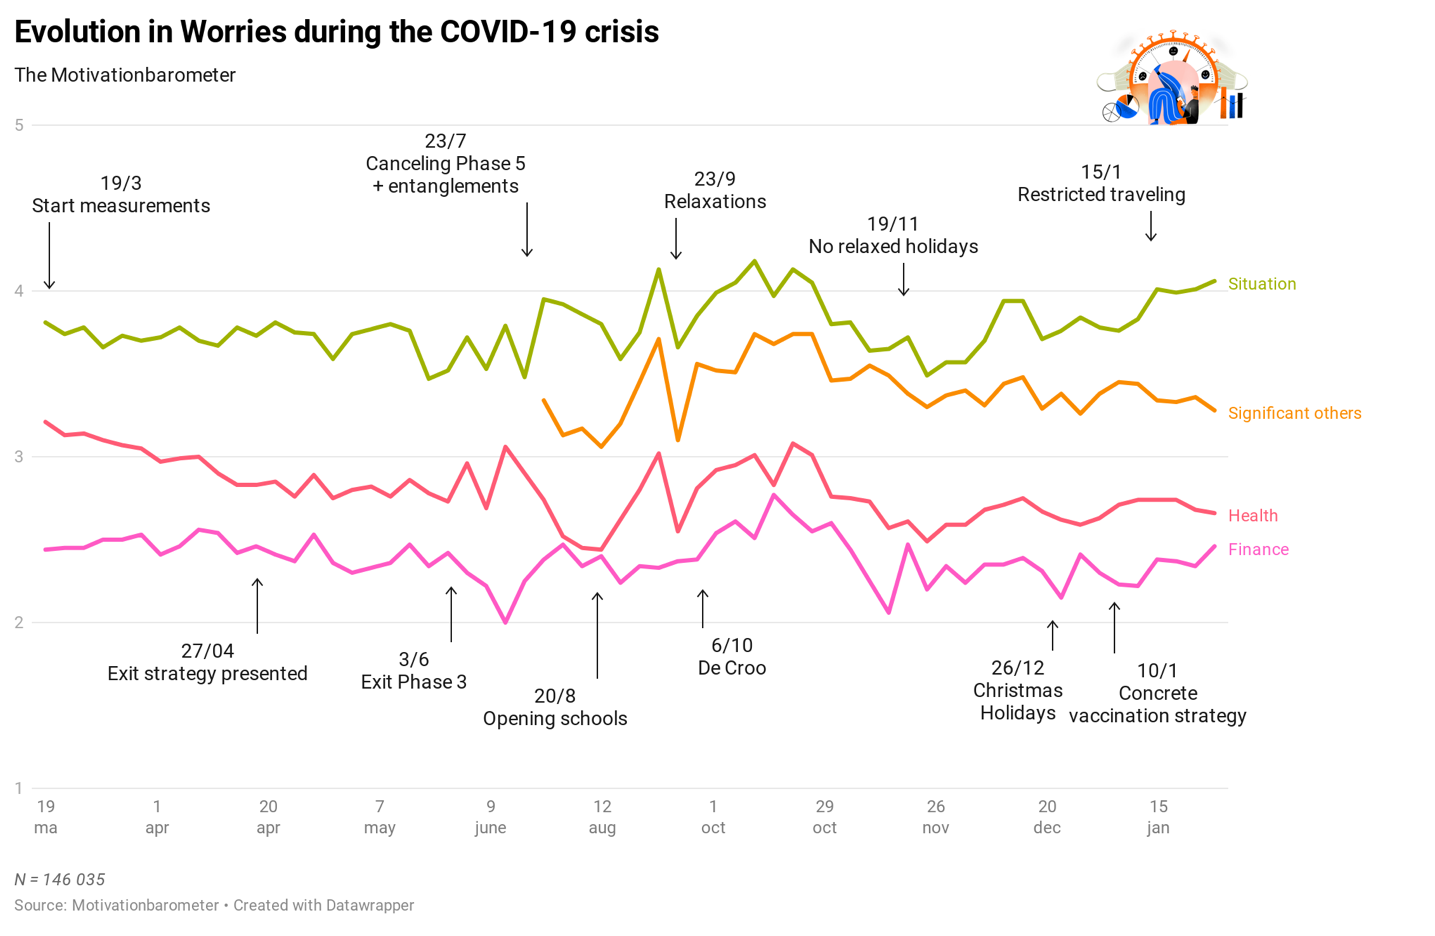 Evolution in Worries during the COVID-19 crisis
The Motivationbarometer
5
4
3
2
1
19/3
Start measurements
23/7
Canceling Phase 5
+ entanglements
23/9
Relaxations
19/11
No relaxed holidays
15/1
Restricted traveling
Situation
Significant others
Health
Finance
27/04
Exit strategy presented
3/6
Exit Phase 3
20/8
Opening schools
6/10
De Croo
26/12
Christmas
Holidays
10/1
Concrete
vaccination strategy
19
ma
1
apr
20
apr
7
may
9
june
12
aug
1
oct
29
oct
26
nov
20
dec
15
jan
N = 146 035
Source: Motivationbarometer • Created with Datawrapper